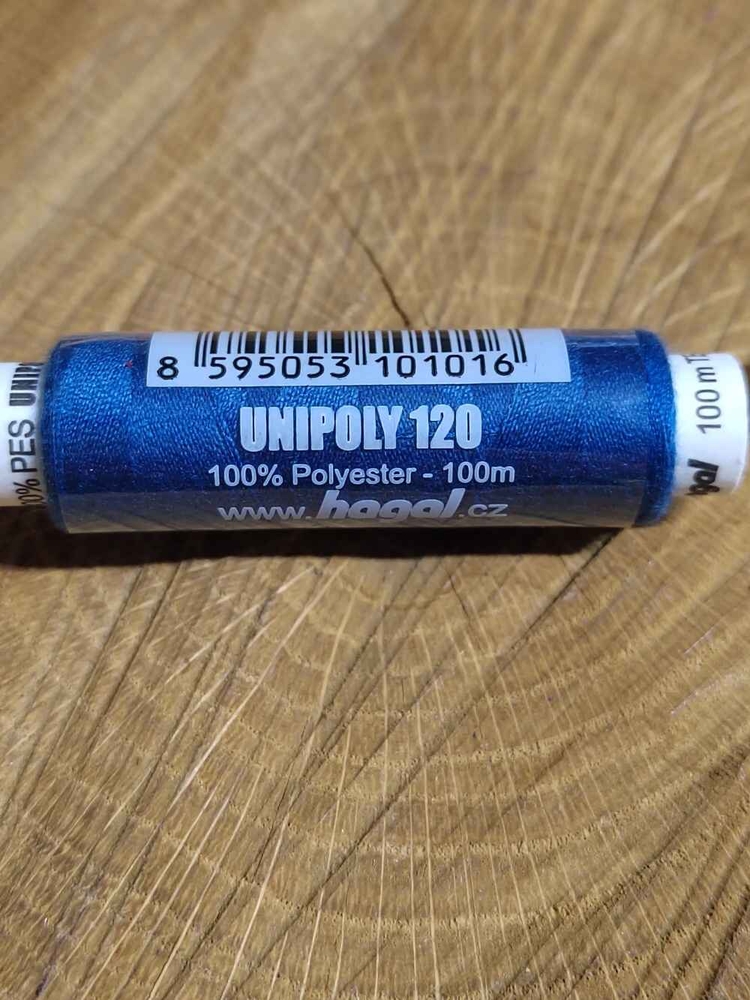 8 595053 101016
UNIPOLY 120
100% Polyester - 100m
www.hagal.cz
PES
100 m